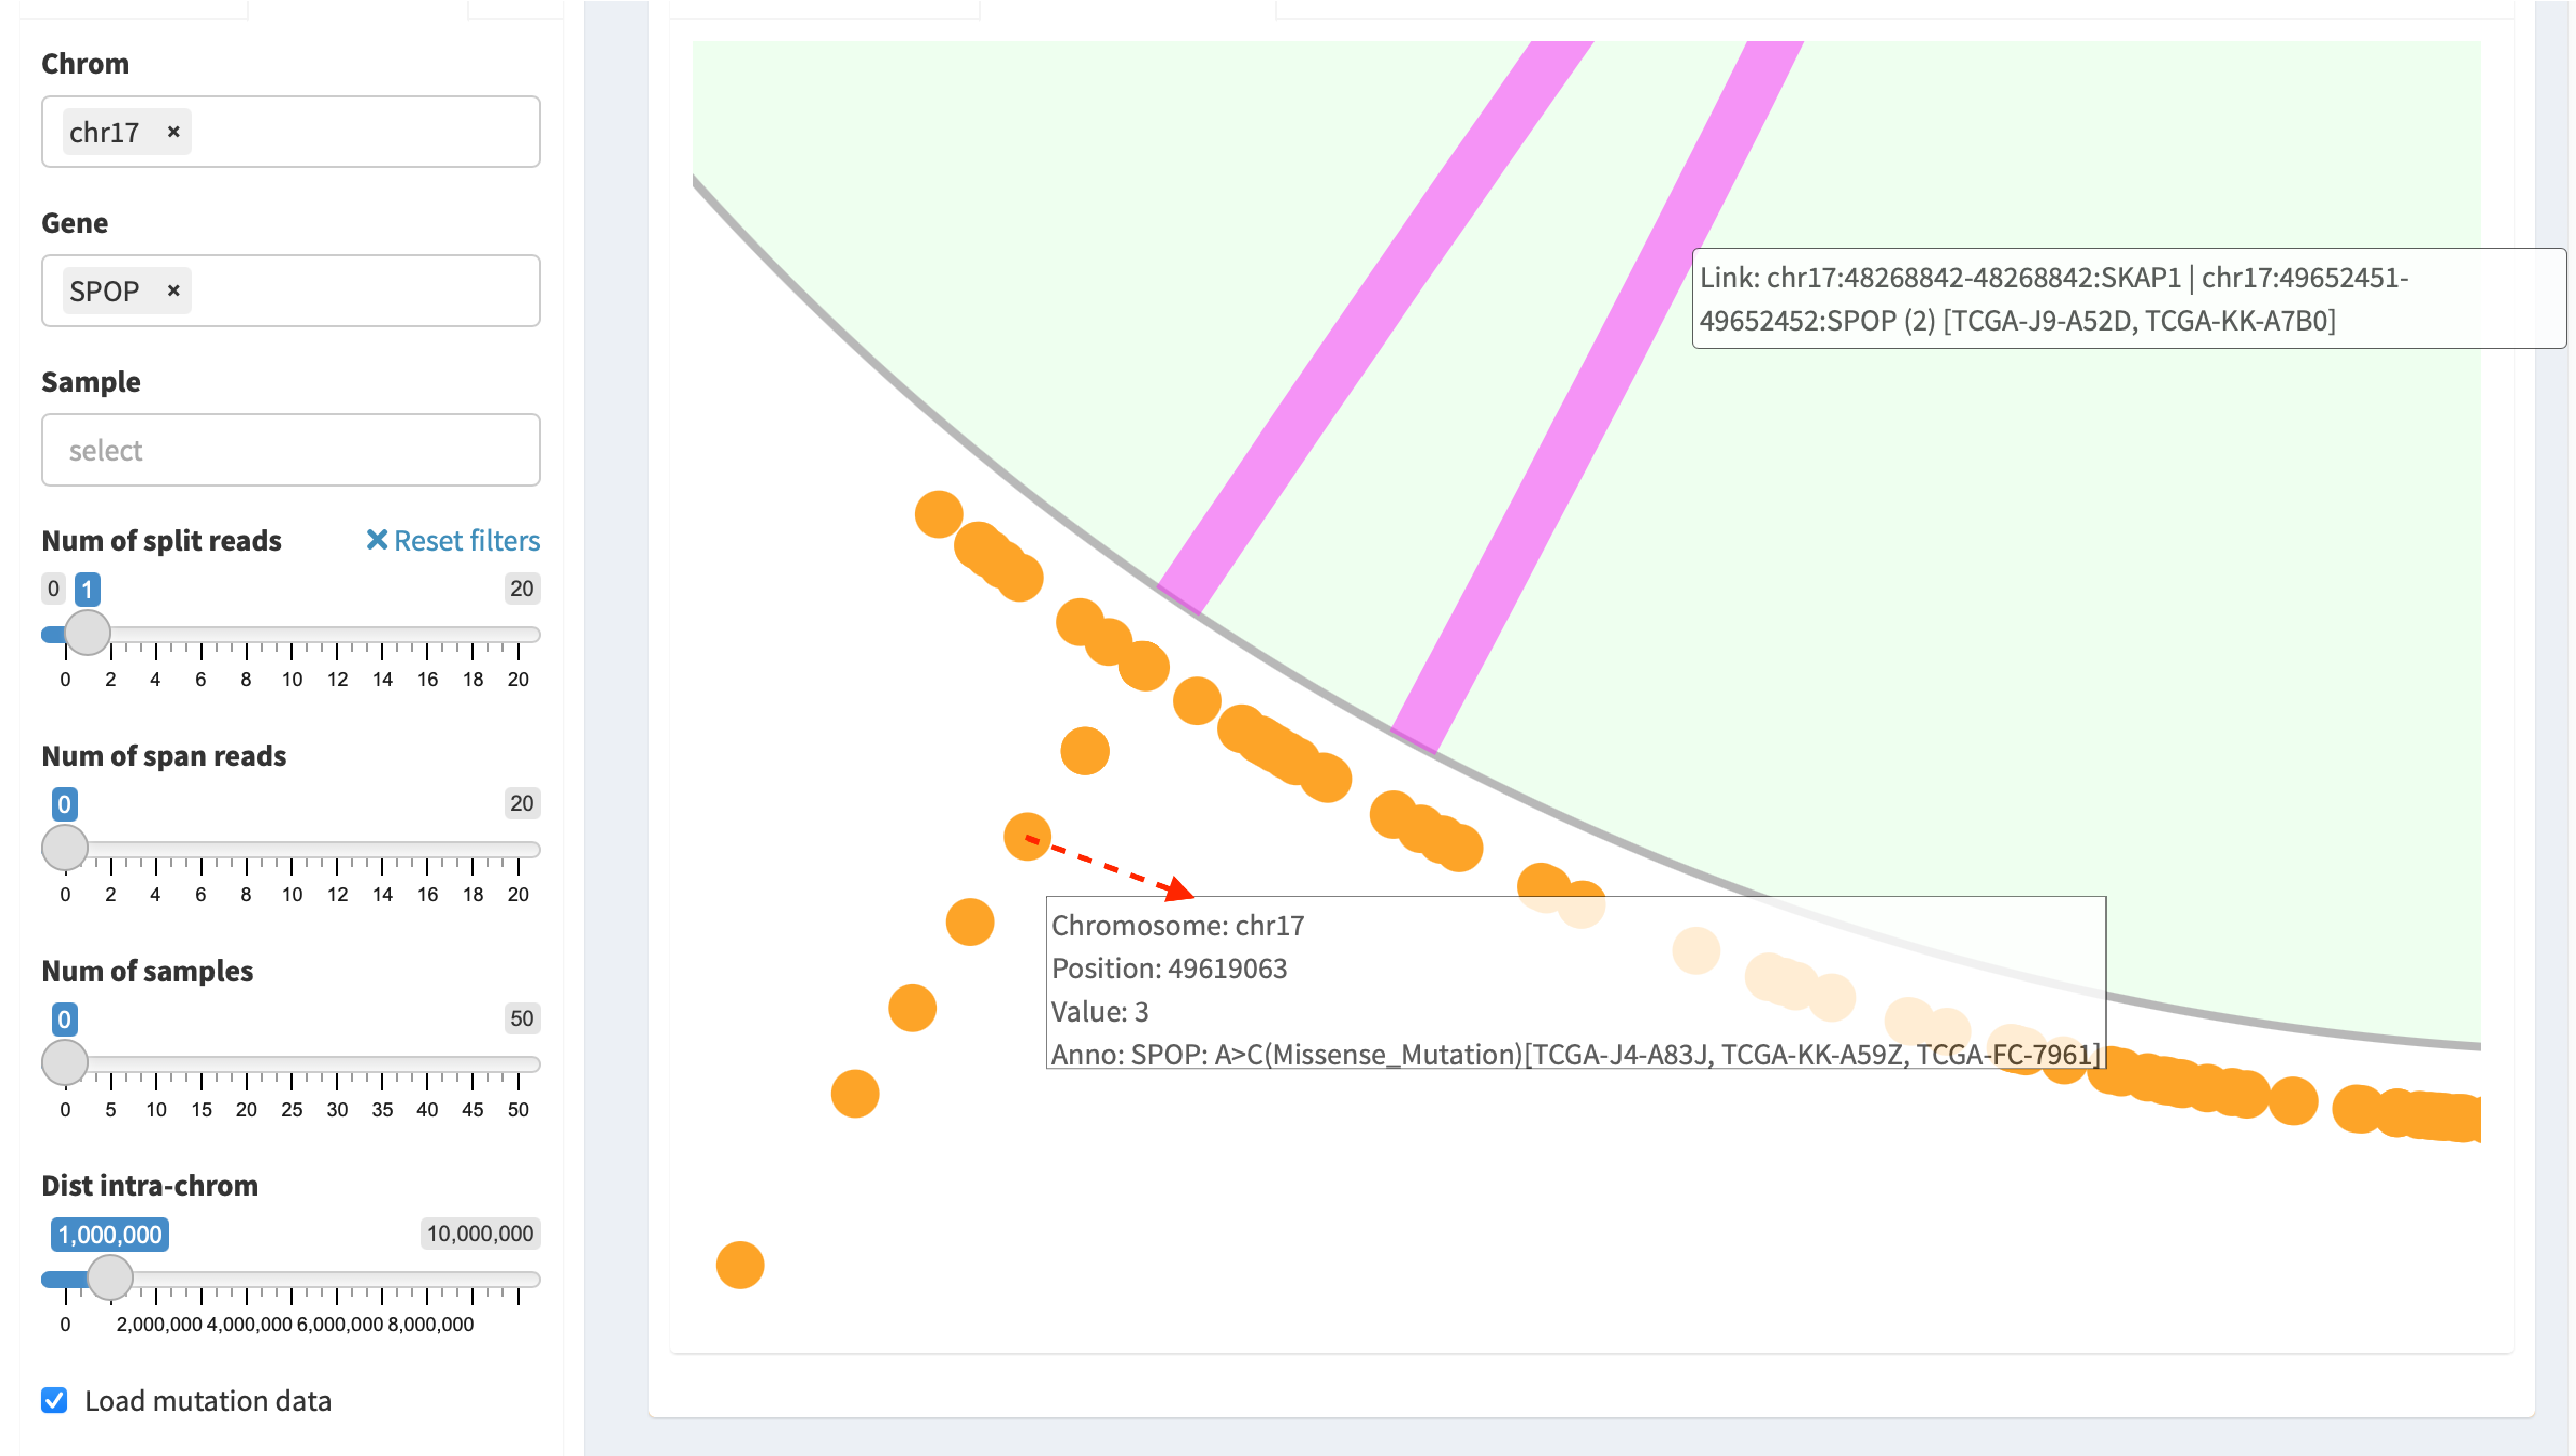 Chrom
chr17 ×
Gene
SPOP ×
Sample
select
Num of split reads × Reset filters
0 1 20
0 2 4 6 8 10 12 14 16 18 20
Num of span reads
0 20
0 2 4 6 8 10 12 14 16 18 20
Num of samples
0 50
0 5 10 15 20 25 30 35 40 45 50
Dist intra-chrom
1,000,000 10,000,000
0 2,000,000 4,000,000 6,000,000 8,000,000
Load mutation data
Link: chr17:48268842-48268842:SKAP1 | chr17:49652451-
49652452:SPOP (2) [TCGA-J9-A52D, TCGA-KK-A7B0]
Chromosome: chr17
Position: 49619063
Value: 3
Anno: SPOP: A>C(Missense_Mutation)[TCGA-J4-A83J, TCGA-KK-A59Z, TCGA-FC-7961]